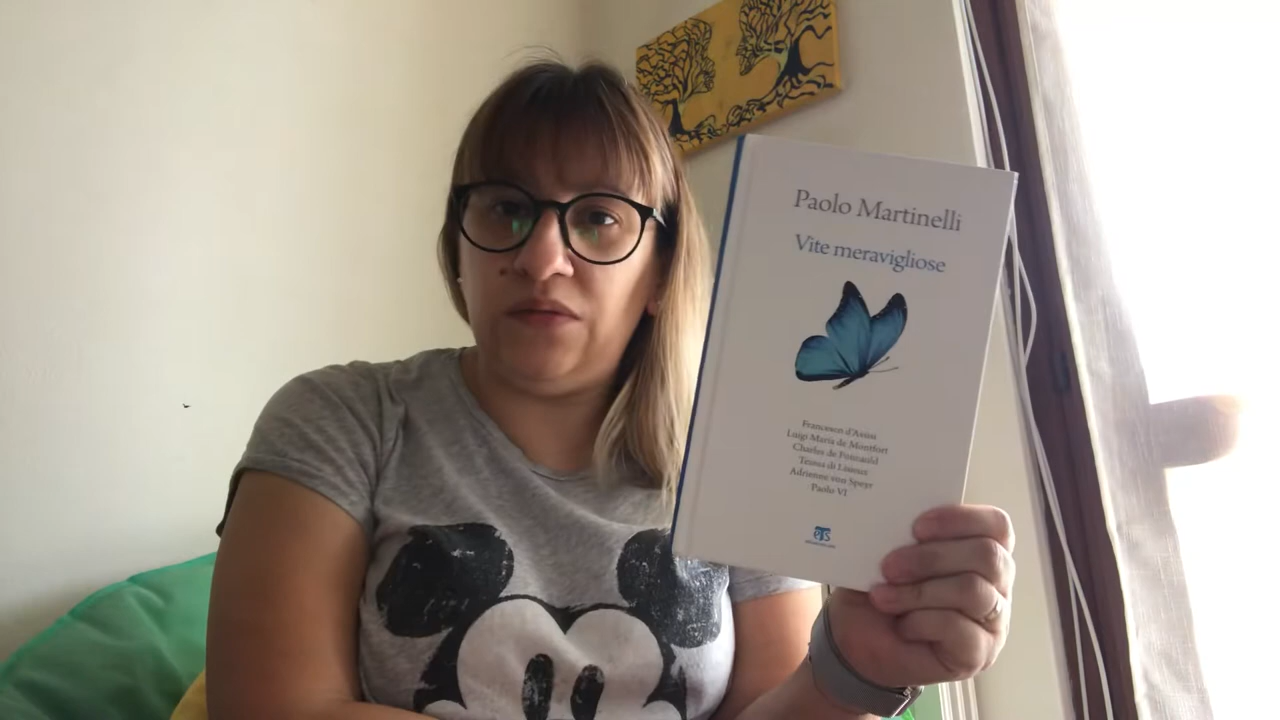 Paolo Martinelli
Vite meravigliose
Francesco d'Assisi
Luigi Maria de Montfort
Charles de Foucauld
Teresa di Lisieux
Adrienne von Speyr
Paolo VI
ETS